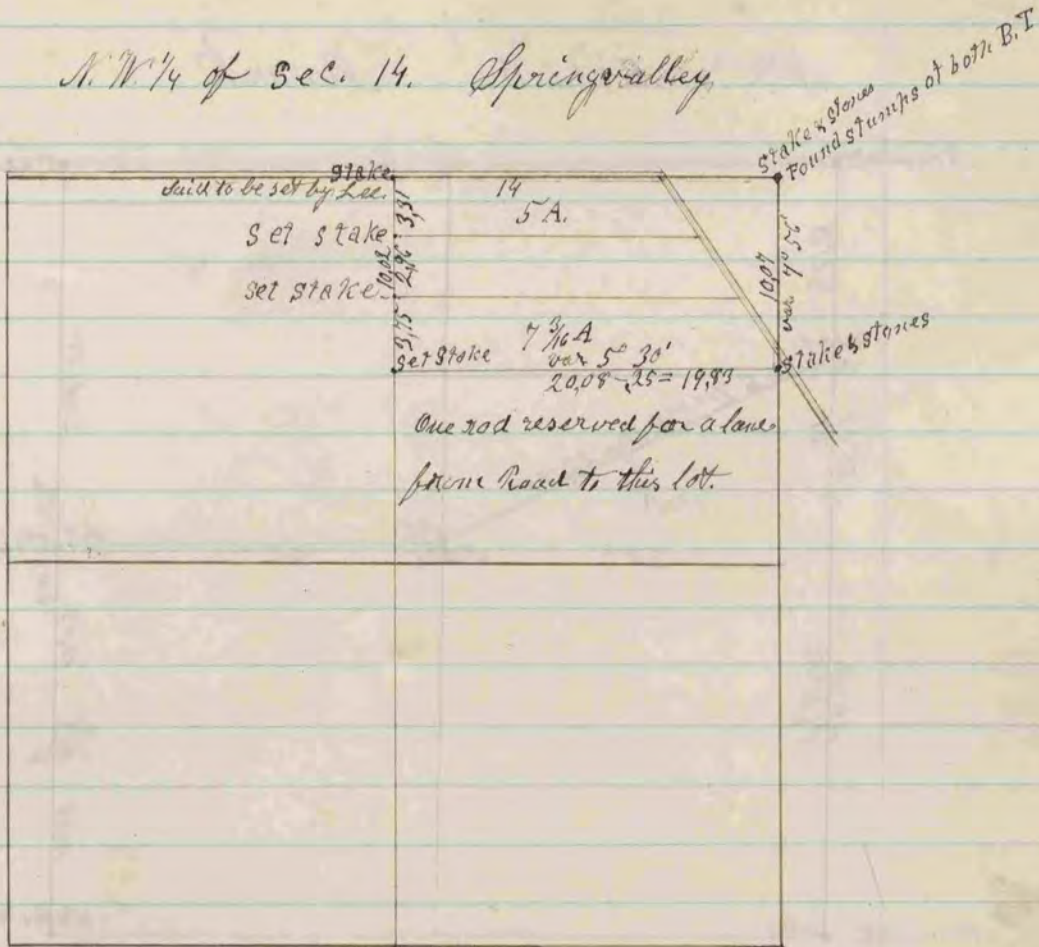 N.W. 1/4 of Sec. 14. Springvalley
Stake & stones
Found stumps of both B.T
stake
Said to be set by Lee.
14
5 A.
3,31
set stake
2,96
10,02
set stake
3,75
set stake
10,07
var 4° 56'
7 3/16 A
var 5° 30'
20,08 - ,25 = 19,83
stake & stones
One rod reserved for a lane
from Road to this lot.